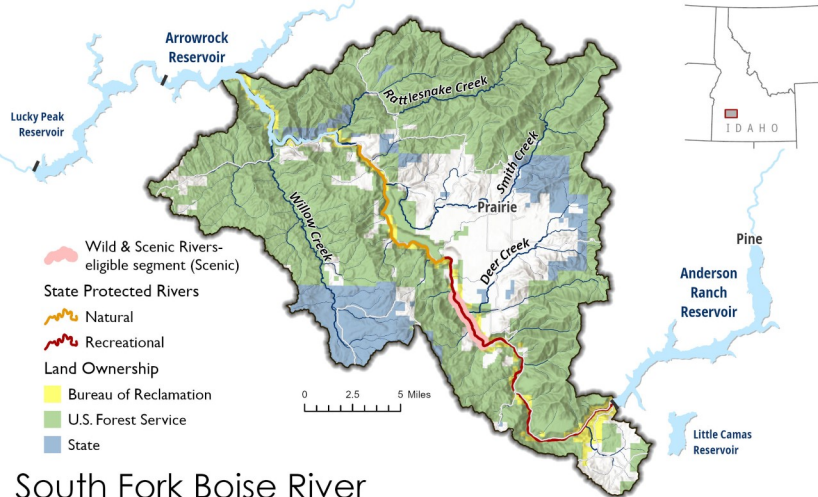 Arrowrock
Reservoir
Lucky Peak
Reservoir
Rattlesnake Creek
IDAHO
Smith Creek
Prairie
Willow Creek
Deer Creek
Pine
Anderson
Ranch
Reservoir
Wild & Scenic Rivers-
eligible segment (Scenic)
State Protected Rivers
Natural
Recreational
Land Ownership
Bureau of Reclamation
U.S. Forest Service
State
0 2.5 5 Miles
Little Camas
Reservoir
South Fork Boise River